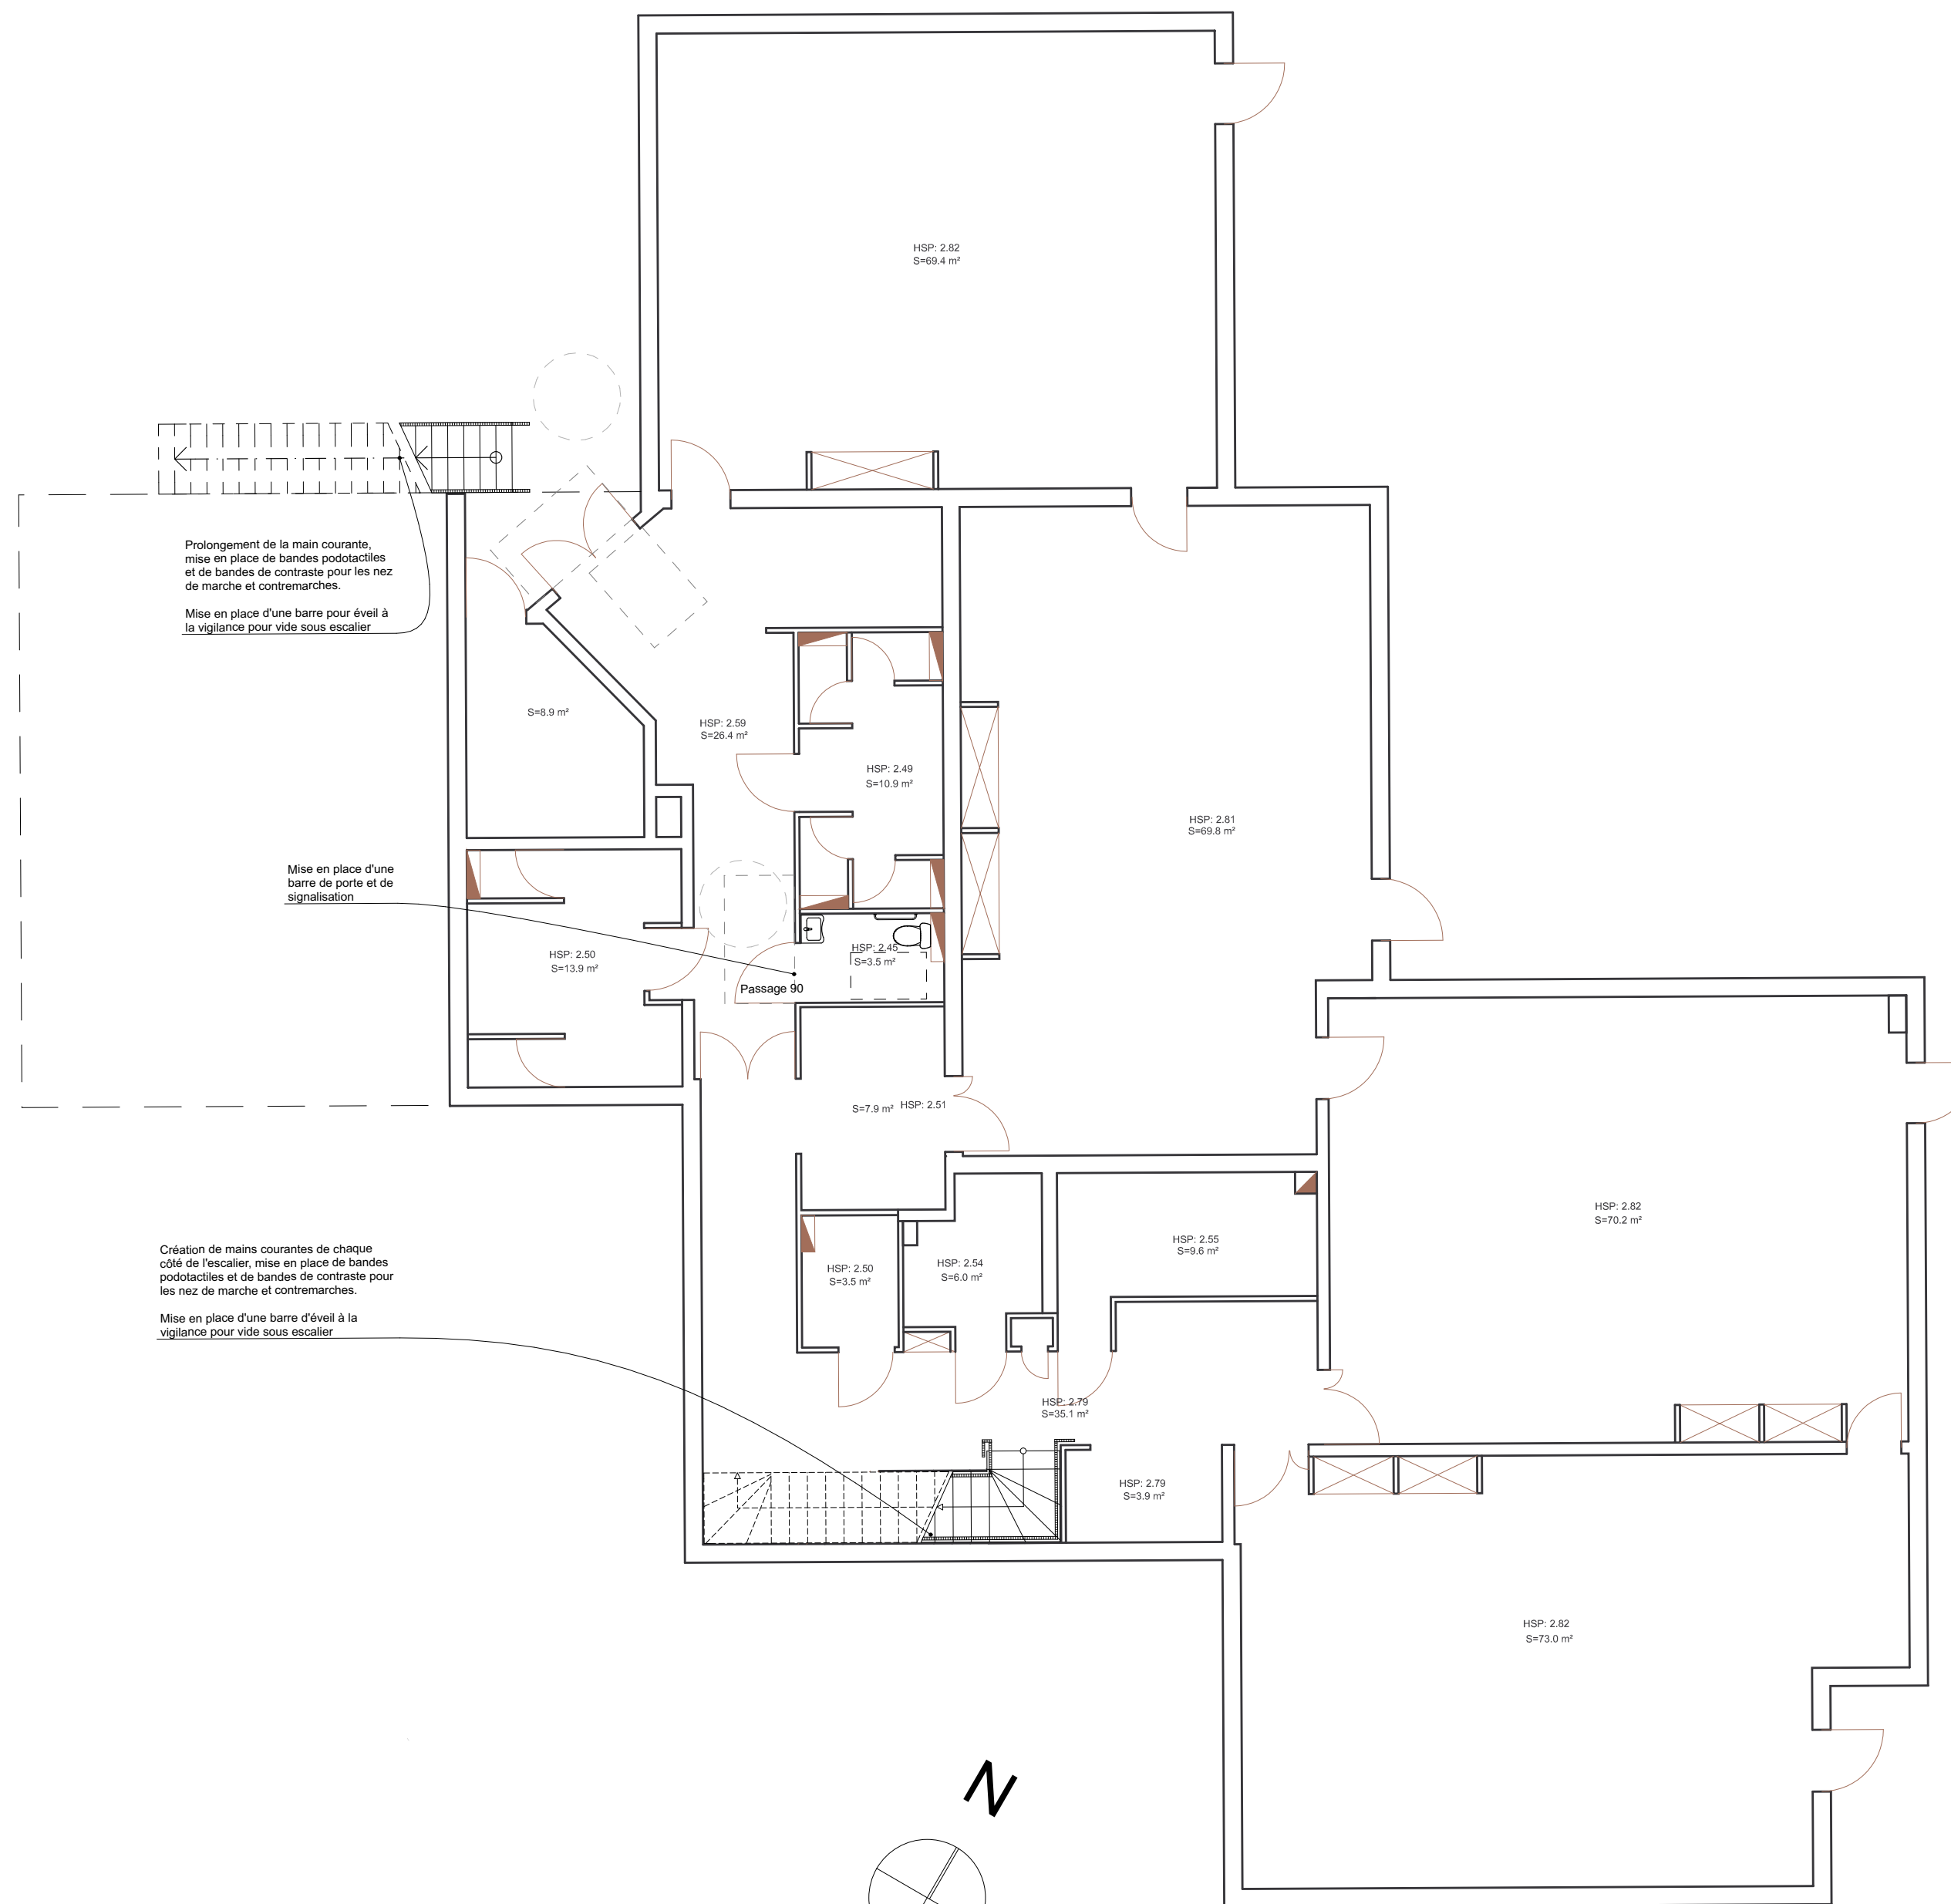 HSP: 2.82
S=69.4 m²
Prolongement de la main courante,
mise en place de bandes podotactiles
et de bandes de contraste pour les nez
de marche et contremarches.
Mise en place d'une barre pour éveil à
la vigilance pour vide sous escalier
S=8.9 m²
HSP: 2.59
S=26.4 m²
HSP: 2.49
S=10.9 m²
HSP: 2.81
S=69.8 m²
Mise en place d'une
barre de porte et de
signalisation
HSP: 2.50
S=13.9 m²
HSP: 2.45
S=3.5 m²
Passage 90
S=7.9 m² HSP: 2.51
HSP: 2.82
S=70.2 m²
HSP: 2.55
S=9.6 m²
HSP: 2.50
S=3.5 m²
HSP: 2.54
S=6.0 m²
Création de mains courantes de chaque
côté de l'escalier, mise en place de bandes
podotactiles et de bandes de contraste pour
les nez de marche et contremarches.
Mise en place d'une barre d'éveil à la
vigilance pour vide sous escalier
HSP: 2.79
S=35.1 m²
HSP: 2.79
S=3.9 m²
HSP: 2.82
S=73.0 m²
N